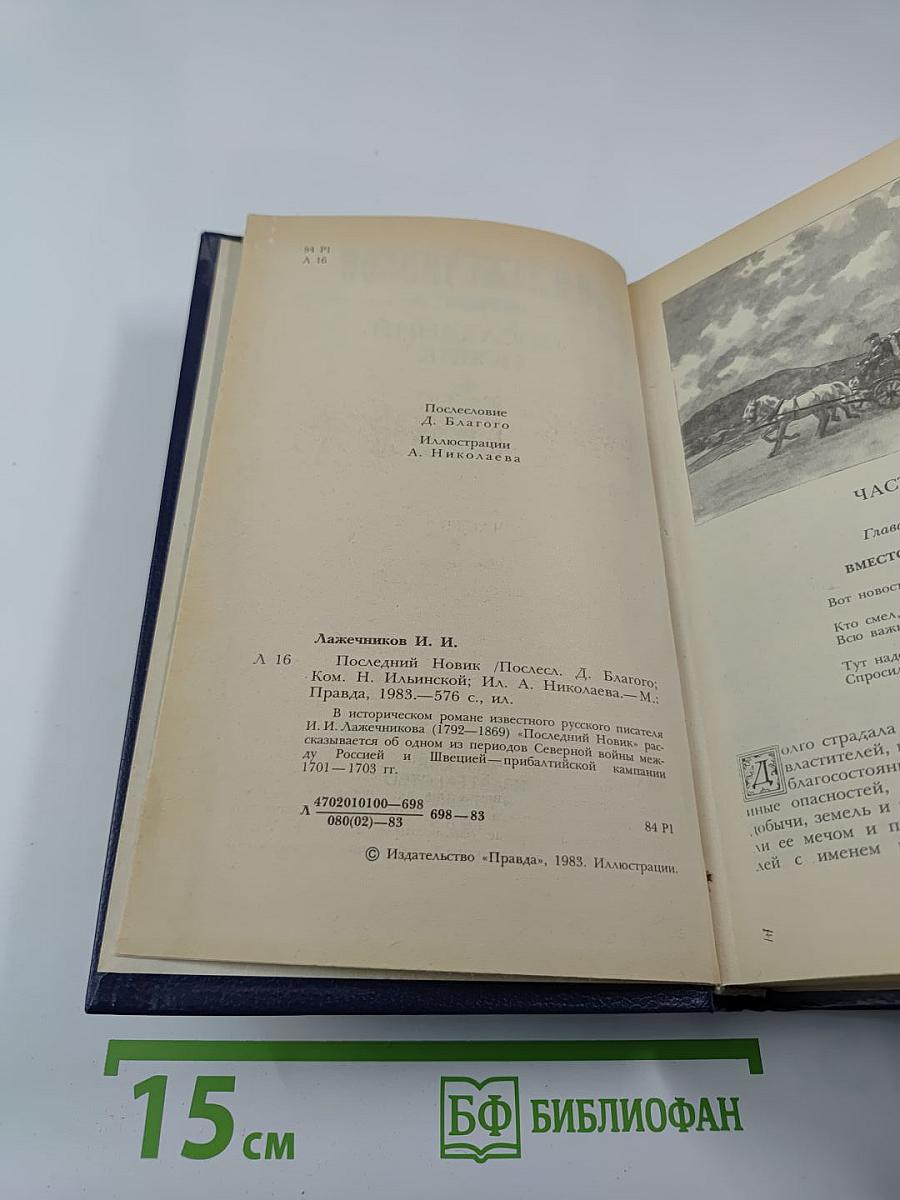 84 Р1
Л 16
Послесловие
Д. Благого
Иллюстрации
А. Николаева
Лажечников И. И.
Л 16 Последний Новик /Послесл. Д. Благого;
Ком. Н. Ильинской; Ил. А. Николаева.— М.:
Правда, 1983.—576 с., ил.
В историческом романе известного русского писателя
И. И. Лажечникова (1792—1869) «Последний Новик» рас-
сказывается об одном из периодов Северной войны меж-
ду Россией и Швецией—прибалтийской кампании
1701—1703 гг.
Л 4702010100—698
080(02)—83
698—83
84 Р1
© Издательство «Правда», 1983. Иллюстрации.
ЧАС
Глав
ВМЕСТО
Вот новос
Кто смел,
Всю важ
Тут над
Спроси
Долго страдала
властителей,
благосостоян
иные опасностей,
добычи, земель и
ли ее мечом и п
лей с именем
15 см
БФ БИБЛИОФАН